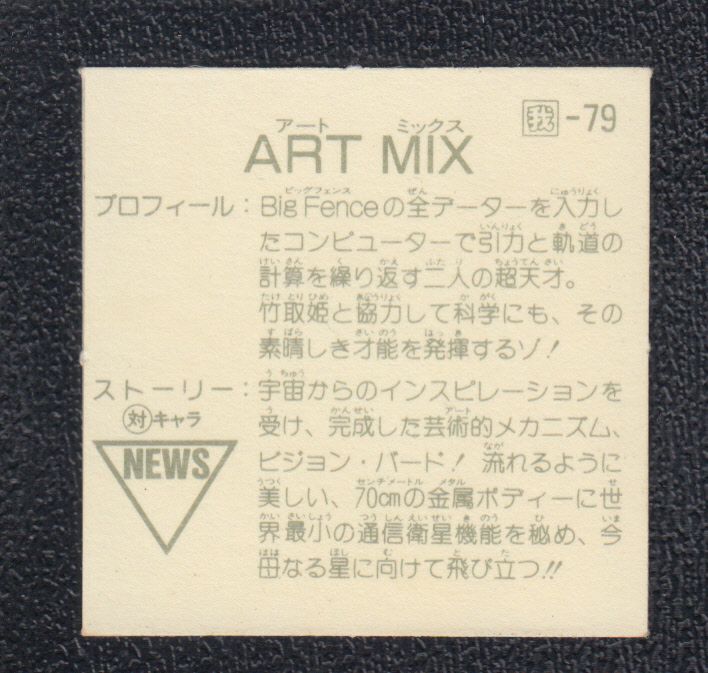 我-79
アート ミックス
ART MIX
ビッグフェンス ぜん にゅうりょく
プロフィール：Big Fenceの全データーを入力し
いんりょく きどう
たコンピューターで引力と軌道の
けいさん く かえ ふたり ちょうてんさい
計算を繰り返す二人の超天才。
たけとりひめ きょうりょく かがく
竹取姫と協力して科学にも、その
すばら さいのう はっき
素晴しき才能を発揮するゾ！
うちゅう
ストーリー：宇宙からのインスピレーションを
う かんせい アート
対キャラ 受け、完成した芸術的メカニズム、
なが
NEWS ビジョン・バード！流れるように
うつく センチメートル メタル せ
美しい、70cmの金属ボディーに世
かいさいしょう つうしんえいせいきのう ひ いま
界最小の通信衛星機能を秘め、今
はは ほし む と た
母なる星に向けて飛び立つ!!